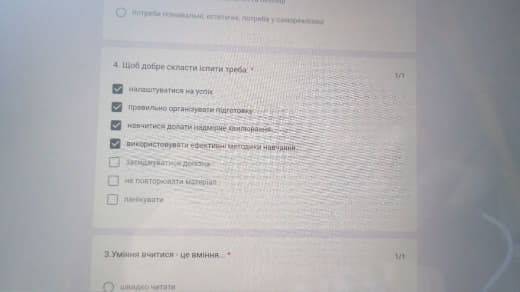 потреби пізнавальні, естетичні, потреба у самореалізації
4. Щоб добре скласти іспити треба: *
1/1
налаштуватися на успіх
правильно організувати підготовку
навчитися долати надмірне хвилювання
використовувати ефективні методики навчання
засиджуватися допізна
не повторювати матеріал
панікувати
3.Уміння вчитися - це вміння... *
1/1
швидко читати